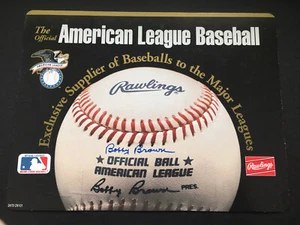 The Official
American League Baseball
Exclusive Supplier of Baseballs to the Major Leagues
Rawlings
Bobby Brown
OFFICIAL BALL
AMERICAN LEAGUE
Bobby Brown PRES.
Rawlings